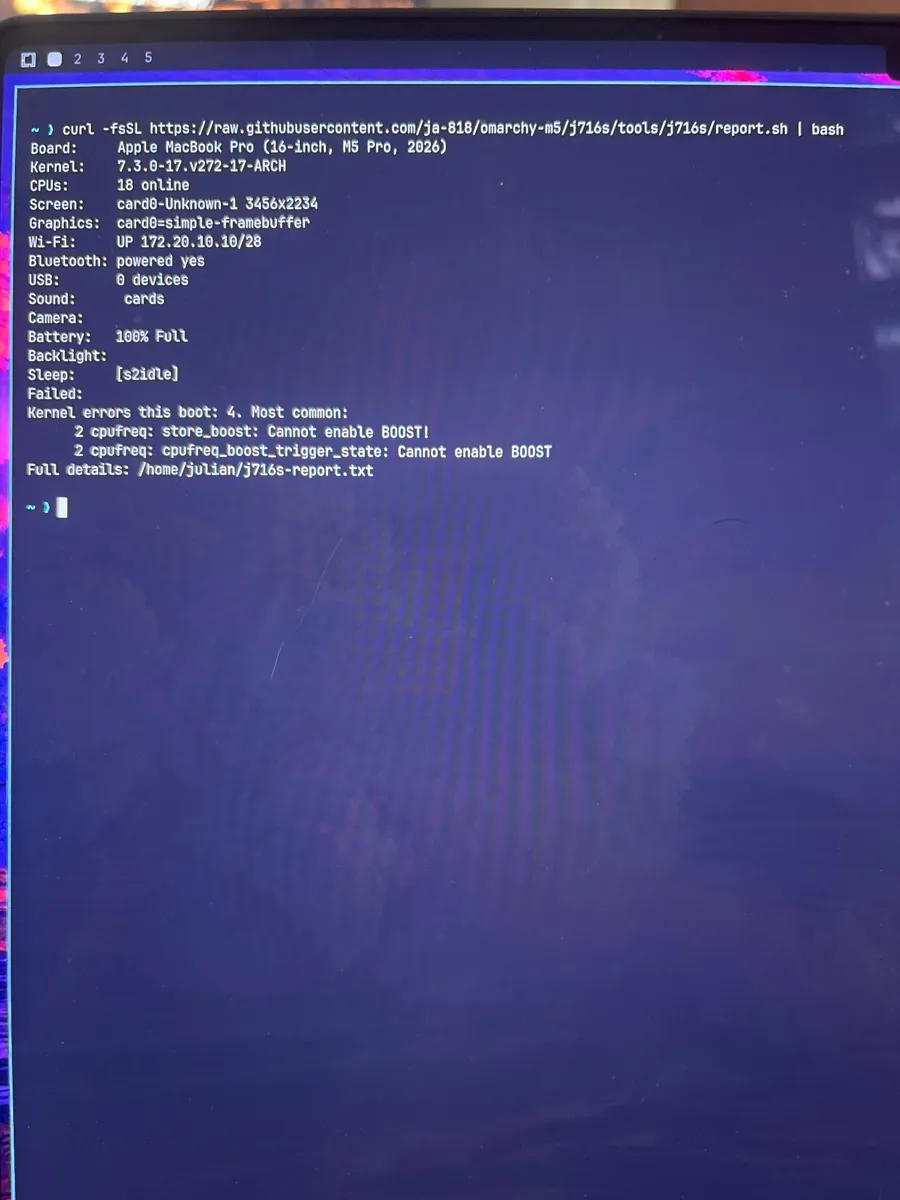 2 3 4 5
~ ❯ curl -fsSL https://raw.githubusercontent.com/ja-818/omarchy-m5/j716s/tools/j716s/report.sh | bash
Board: Apple MacBook Pro (16-inch, M5 Pro, 2026)
Kernel: 7.3.0-17.v272-17-ARCH
CPUs: 18 online
Screen: card0-Unknown-1 3456x2234
Graphics: card0=simple-framebuffer
Wi-Fi: UP 172.20.10.10/28
Bluetooth: powered yes
USB: 0 devices
Sound: cards
Camera:
Battery: 100% Full
Backlight:
Sleep: [s2idle]
Failed:
Kernel errors this boot: 4. Most common:
2 cpufreq: store_boost: Cannot enable BOOST!
2 cpufreq: cpufreq_boost_trigger_state: Cannot enable BOOST
Full details: /home/julian/j716s-report.txt
~ ❯